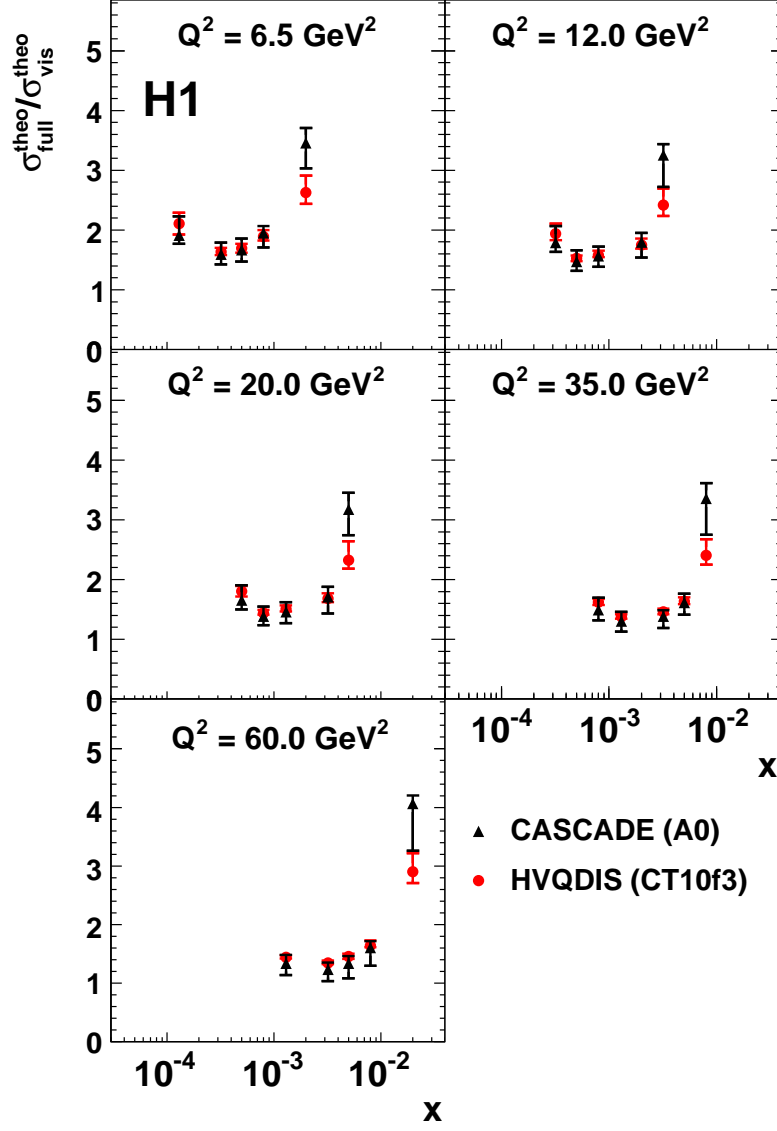 σ_full^theo/σ_vis^theo
Q² = 6.5 GeV²
Q² = 12.0 GeV²
H1
5
4
3
2
1
0
Q² = 20.0 GeV²
Q² = 35.0 GeV²
5
4
3
2
1
0
10⁻⁴ 10⁻³ 10⁻²
x
Q² = 60.0 GeV²
5
4
3
2
1
0
CASCADE (A0)
HVQDIS (CT10f3)
10⁻⁴ 10⁻³ 10⁻²
x